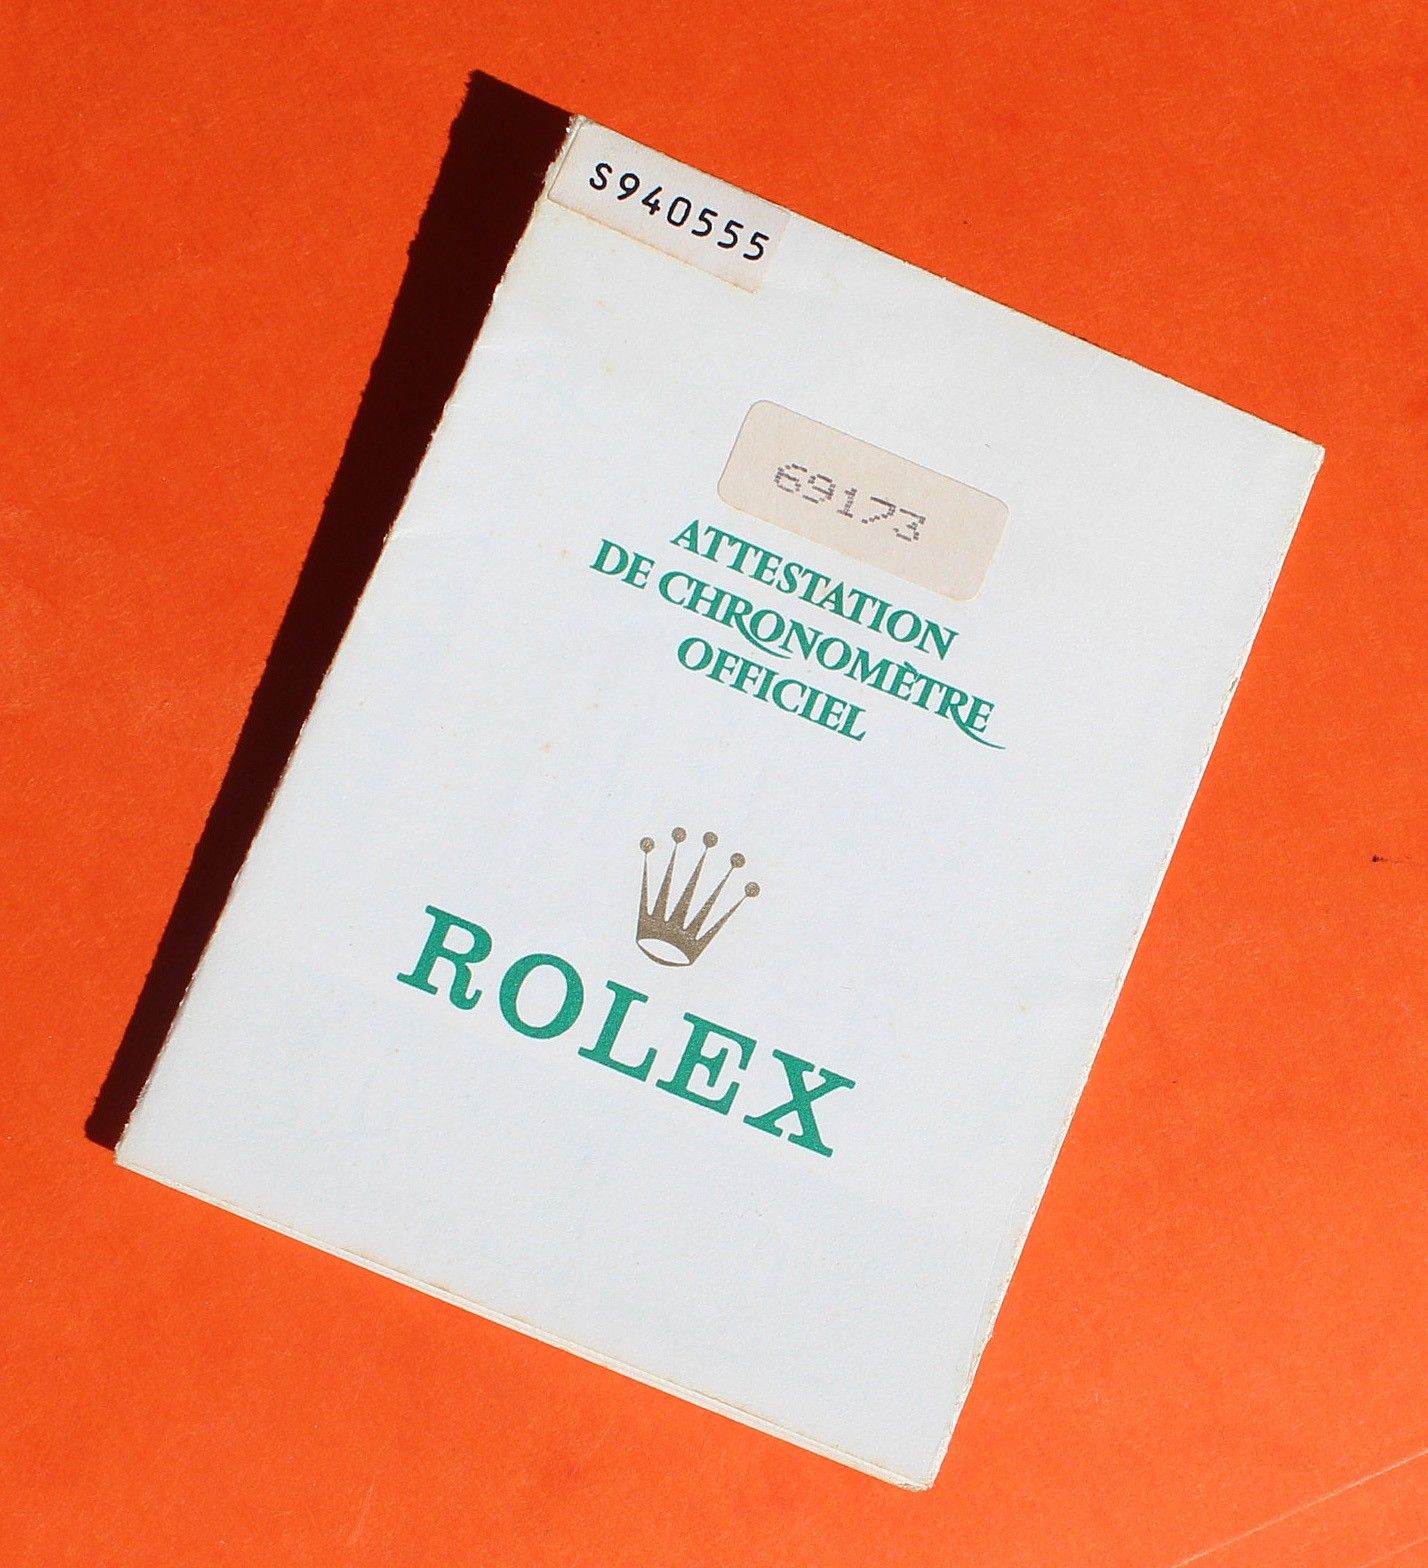 S940555
69173
ATTESTATION
DE CHRONOMÈTRE
OFFICIEL
ROLEX